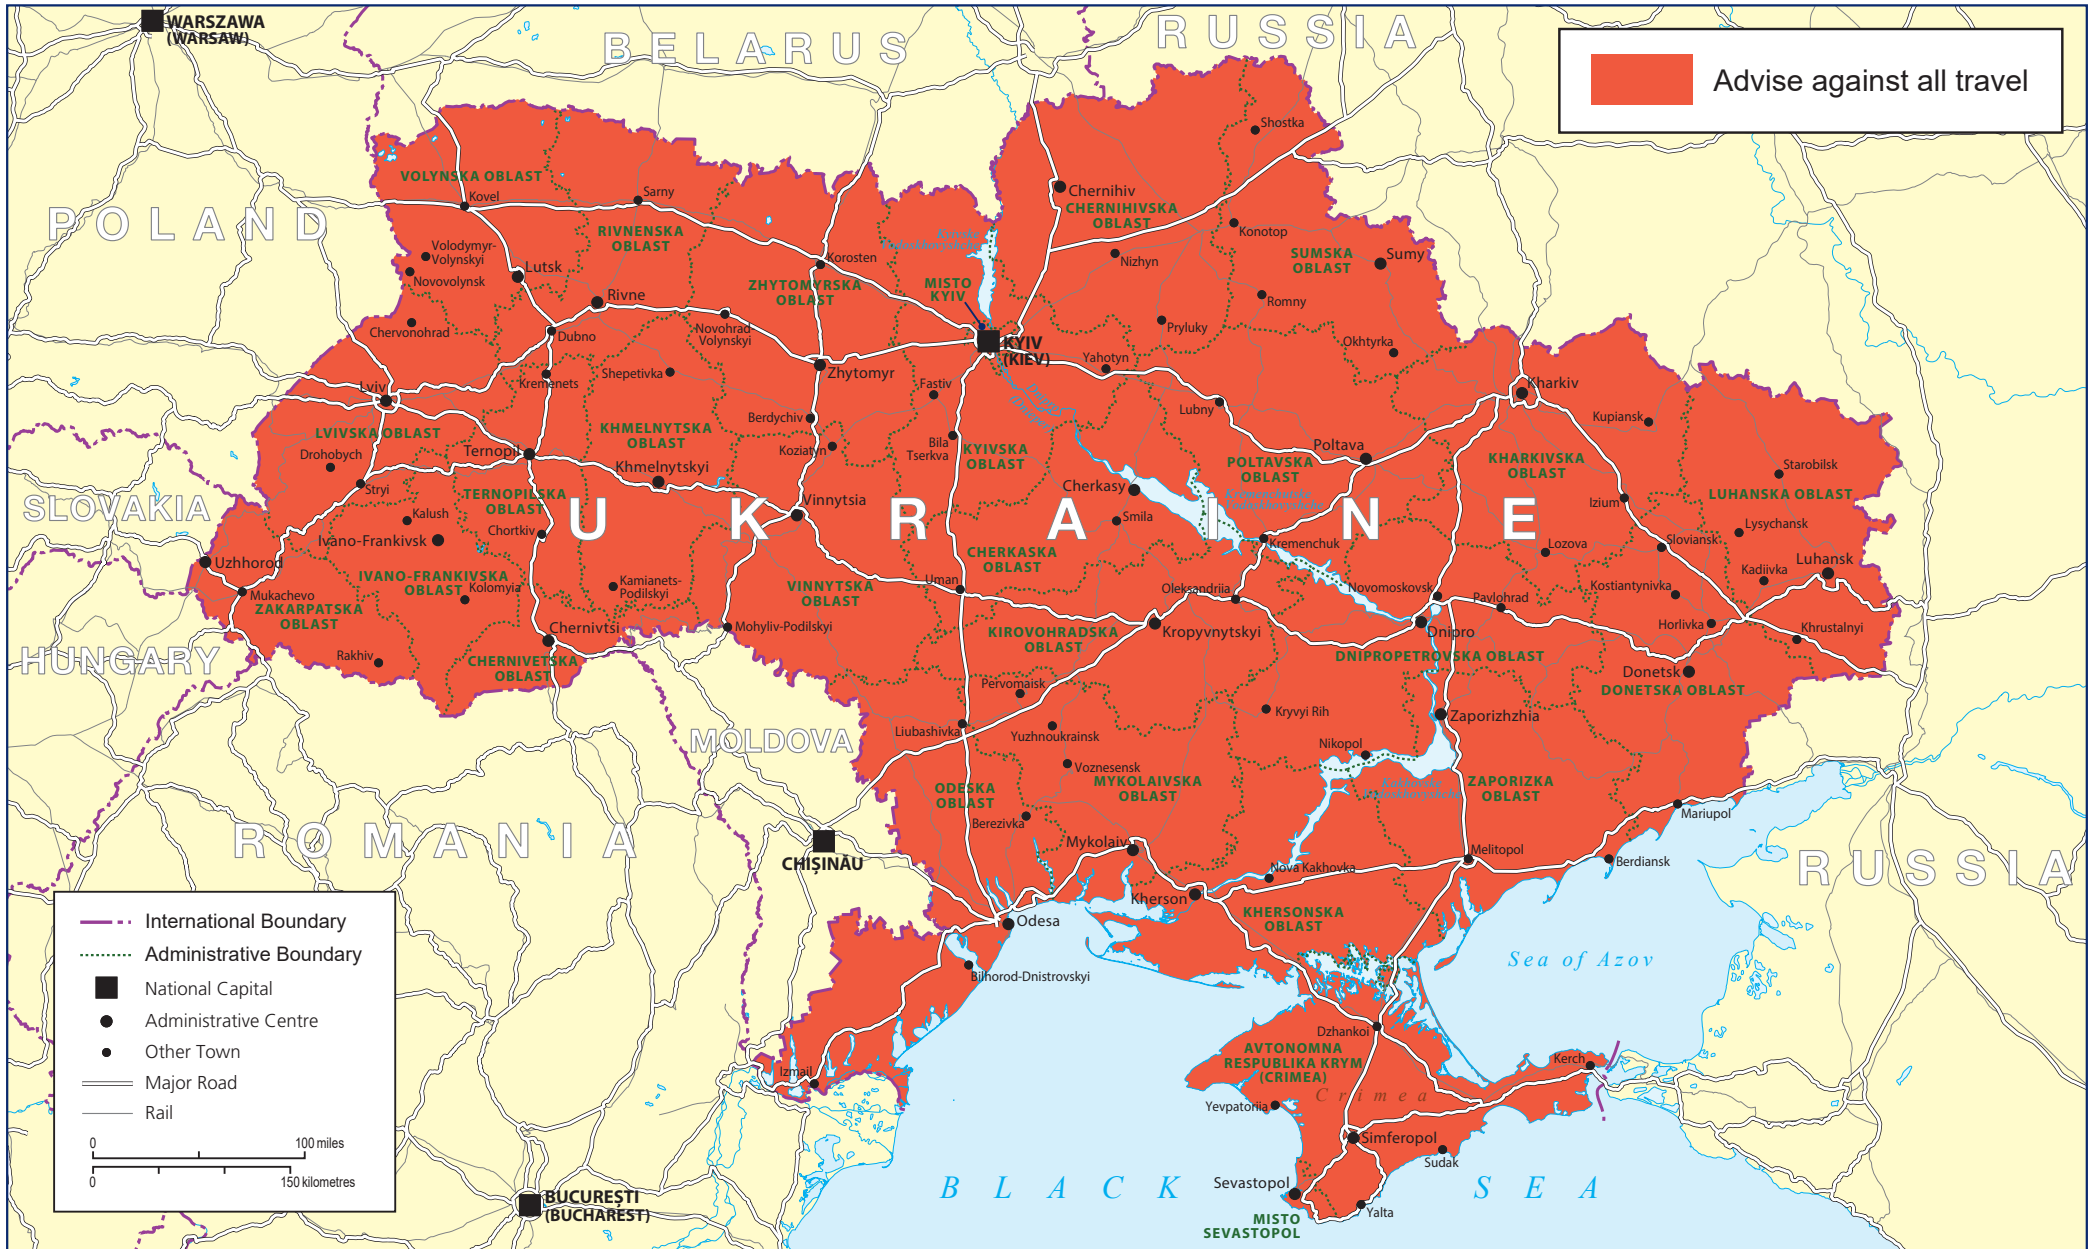 WARSZAWA
(WARSAW)
BELARUS
RUSSIA
Advise against all travel
POLAND
SLOVAKIA
HUNGARY
ROMANIA
MOLDOVA
CHIȘINĂU
BUCUREȘTI
(BUCHAREST)
RUSSIA
UKRAINE
Shostka
Chernihiv
CHERNIHIVSKA
OBLAST
VOLYNSKA OBLAST
Kovel
Sarny
RIVNENSKA
OBLAST
Konotop
SUMSKA
OBLAST
Sumy
Volodymyr-
Volynskyi
Novovolynsk
Lutsk
Korosten
Nizhyn
ZHYTOMYRSKA
OBLAST
MISTO
KYIV
Rivne
Romny
Chervonohrad
Dubno
Novohrad
Volynskyi
Pryluky
KYIV
(KIEV)
Okhtyrka
Yahotyn
Zhytomyr
Shepetivka
Kremenets
Fastiv
Lviv
Kharkiv
Lubny
Kupiansk
Berdychiv
LVIVSKA OBLAST
KHMELNYTSKA
OBLAST
Koziatyn
Bila
Tserkva
KYIVSKA
OBLAST
Poltava
POLTAVSKA
OBLAST
KHARKIVSKA
OBLAST
Drohobych
Ternopil
Khmelnytskyi
Starobilsk
Stryi
TERNOPILSKA
OBLAST
Vinnytsia
Cherkasy
Izium
LUHANSKA OBLAST
Kalush
Smila
Lysychansk
Chortkiv
Ivano-Frankivsk
Kremenchuk
Lozova
Sloviansk
Uzhhorod
CHERKASKA
OBLAST
Luhansk
Kadiivka
IVANO-FRANKIVSKA
OBLAST
Kolomyia
Kamianets-
Podilskyi
VINNYTSKA
OBLAST
Uman
Oleksandriia
Novomoskovsk
Pavlohrad
Kostiantynivka
Mukachevo
ZAKARPATSKA
OBLAST
Chernivtsi
Mohyliv-Podilskyi
KIROVOHRADSKA
OBLAST
Kropyvnytskyi
Dnipro
Horlivka
Khrustalnyi
Rakhiv
CHERNIVETSKA
OBLAST
DNIPROPETROVSKA OBLAST
Donetsk
DONETSKA OBLAST
Pervomaisk
Kryvyi Rih
Zaporizhzhia
Liubashivka
Yuzhnoukrainsk
Nikopol
Voznesensk
MYKOLAIVSKA
OBLAST
ZAPORIZKA
OBLAST
ODESKA
OBLAST
Berezivka
Mariupol
Mykolaiv
Melitopol
Berdiansk
Nova Kakhovka
Kherson
KHERSONSKA
OBLAST
Odesa
Sea of Azov
Bilhorod-Dnistrovskyi
Dzhankoi
AVTONOMNA
RESPUBLIKA KRYM
(CRIMEA)
Crimea
Kerch
Izmail
Yevpatoriia
Simferopol
Sudak
Sevastopol
Yalta
MISTO
SEVASTOPOL
BLACK SEA
International Boundary
Administrative Boundary
National Capital
Administrative Centre
Other Town
Major Road
Rail
0 100 miles
0 150 kilometres